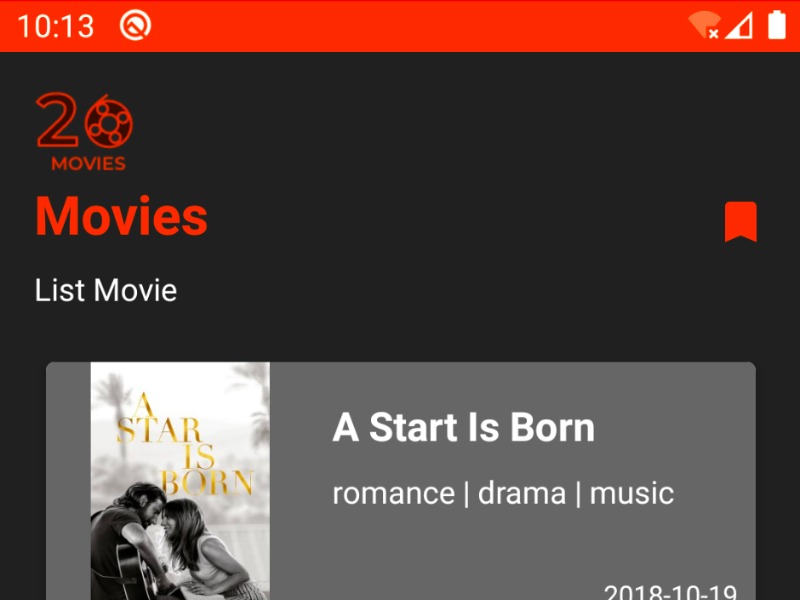 10:13
20
MOVIES
Movies
List Movie
A
STAR
IS
BORN
A Start Is Born
romance | drama | music
2018-10-19